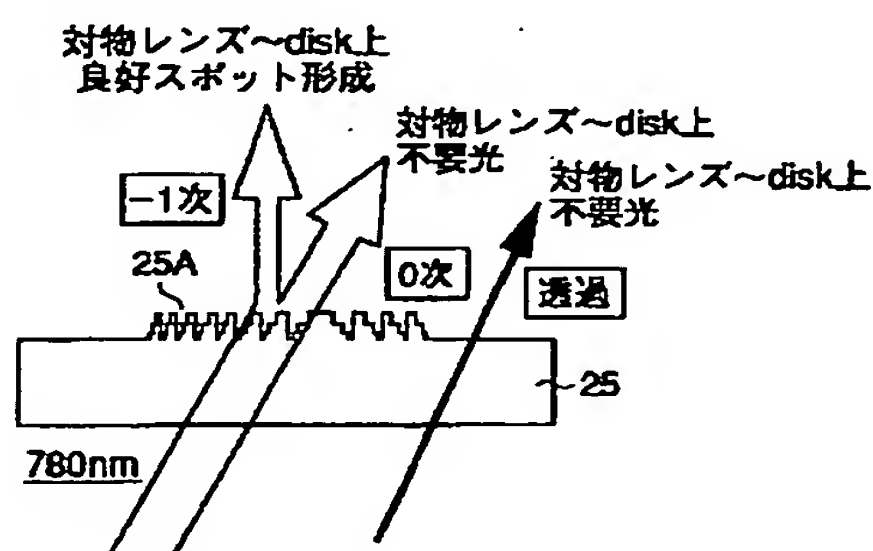 対物レンズ～disk上
良好スポット形成
対物レンズ～disk上
不要光
対物レンズ～disk上
不要光
−1次
25A
0次
透過
25
780nm